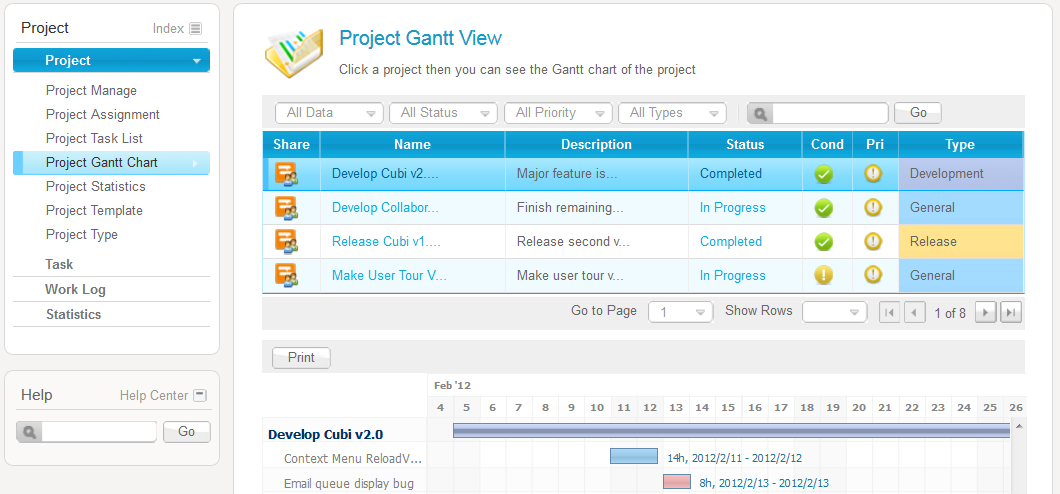 Project Index
Project
Project Manage
Project Assignment
Project Task List
Project Gantt Chart
Project Statistics
Project Template
Project Type
Task
Work Log
Statistics
Help Help Center
Go
Project Gantt View
Click a project then you can see the Gantt chart of the project
All Data All Status All Priority All Types Go
Share Name Description Status Cond Pri Type
Develop Cubi v2.... Major feature is... Completed Development
Develop Collabor... Finish remaining... In Progress General
Release Cubi v1.... Release second v... Completed Release
Make User Tour V... Make user tour v... In Progress General
Go to Page 1 Show Rows 1 of 8
Print
Feb '12
4 5 6 7 8 9 10 11 12 13 14 15 16 17 18 19 20 21 22 23 24 25 26
Develop Cubi v2.0
Context Menu ReloadV... 14h, 2012/2/11 - 2012/2/12
Email queue display bug 8h, 2012/2/13 - 2012/2/13